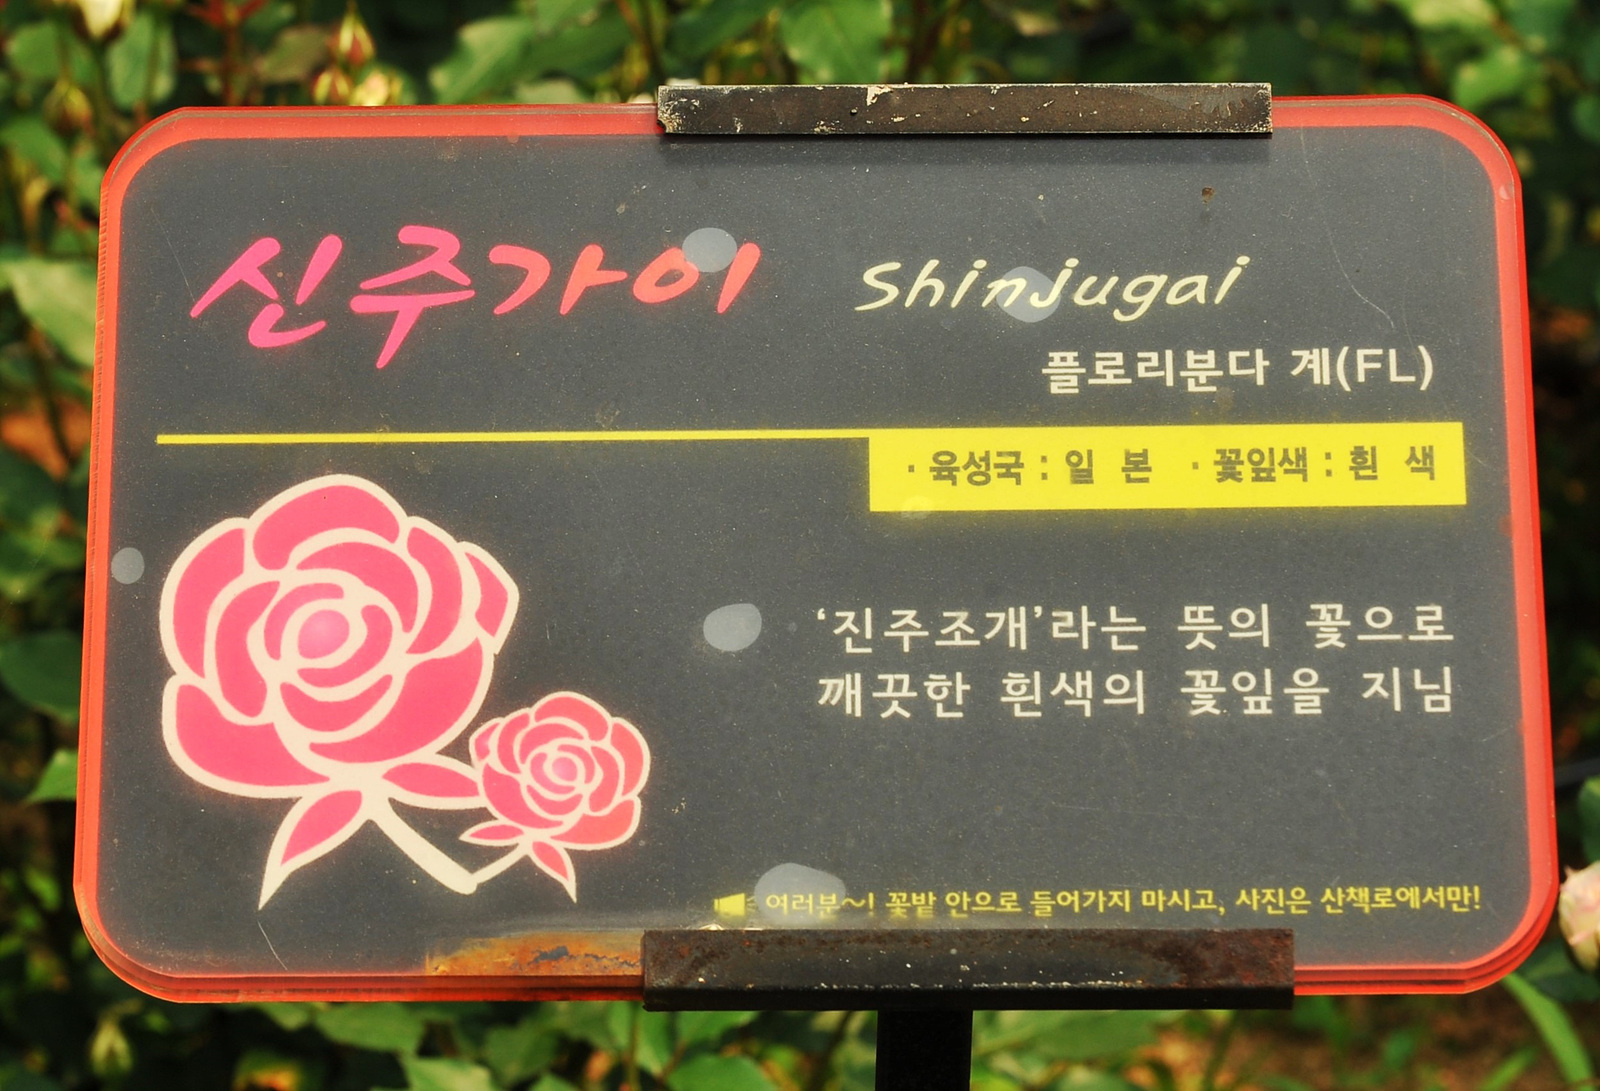 신주가이 Shinjugai
플로리분다 계(FL)
· 육성국 : 일 본 · 꽃잎색 : 흰 색
‘진주조개’라는 뜻의 꽃으로
깨끗한 흰색의 꽃잎을 지님
여러분~! 꽃밭 안으로 들어가지 마시고, 사진은 산책로에서만!